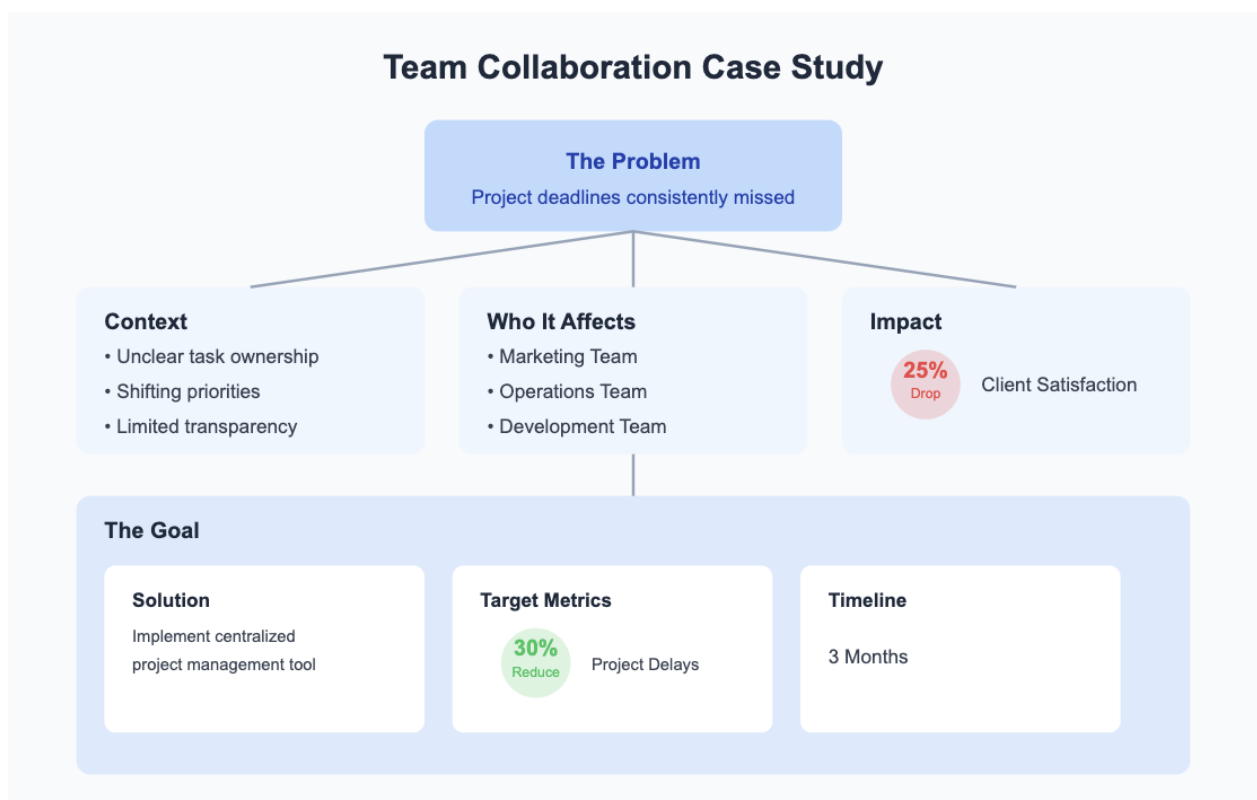 Team Collaboration Case Study
The Problem
Project deadlines consistently missed
Context
• Unclear task ownership
• Shifting priorities
• Limited transparency
Who It Affects
• Marketing Team
• Operations Team
• Development Team
Impact
25%
Drop
Client Satisfaction
The Goal
Solution
Implement centralized
project management tool
Target Metrics
30%
Reduce
Project Delays
Timeline
3 Months